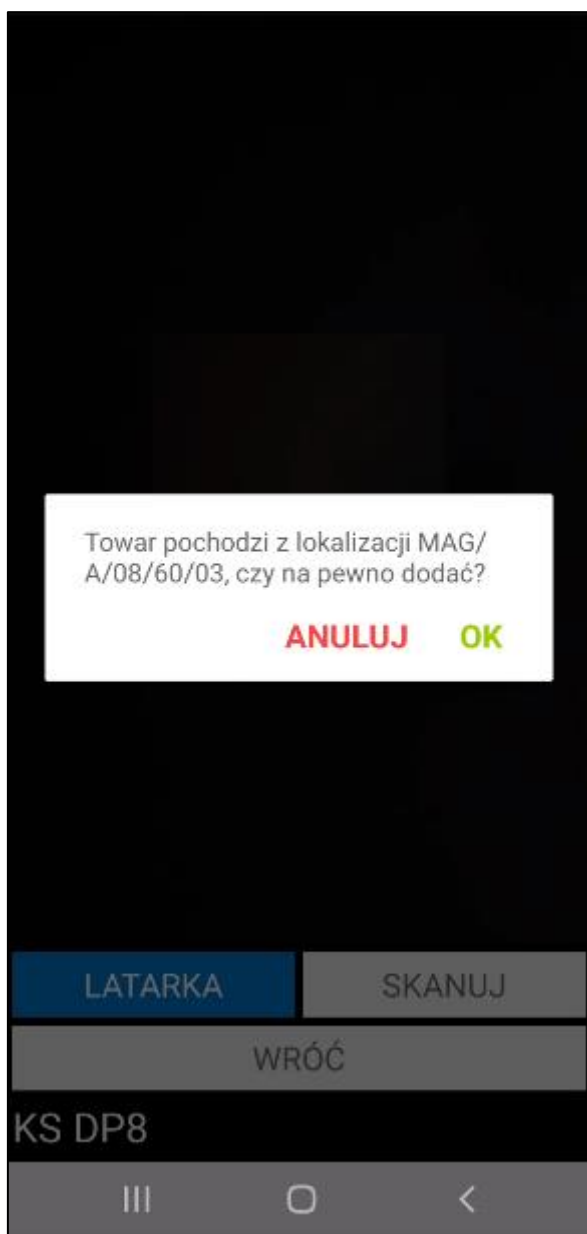 Towar pochodzi z lokalizacji MAG/
A/08/60/03, czy na pewno dodać?
ANULUJ OK
LATARKA SKANUJ
WRÓĆ
KS DP8